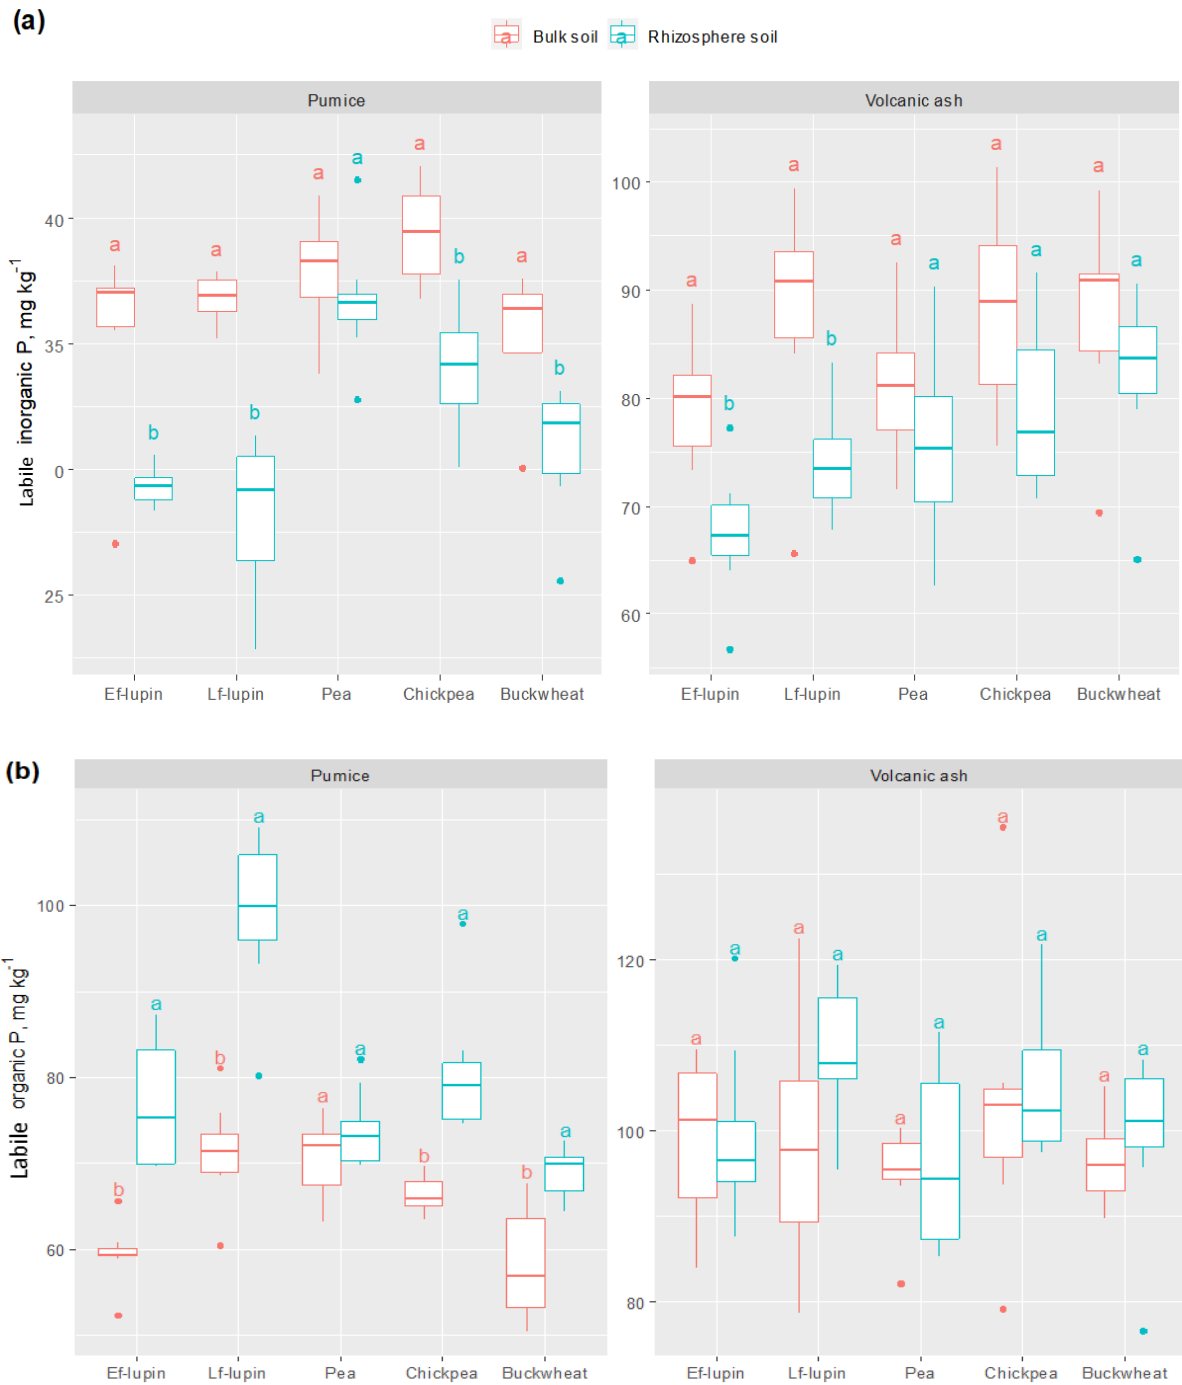 (a)
a Bulk soil a Rhizosphere soil
Pumice
Volcanic ash
Labile inorganic P, mg kg⁻¹
40
35
0
25
a b a b a a a b a b
Ef-lupin Lf-lupin Pea Chickpea Buckwheat
100
90
80
70
60
a b a b a a a a a a
Ef-lupin Lf-lupin Pea Chickpea Buckwheat
(b)
Pumice
Volcanic ash
Labile organic P, mg kg⁻¹
100
80
60
b a b a a a b a b a
Ef-lupin Lf-lupin Pea Chickpea Buckwheat
120
100
80
a a a a a a a a a a
Ef-lupin Lf-lupin Pea Chickpea Buckwheat